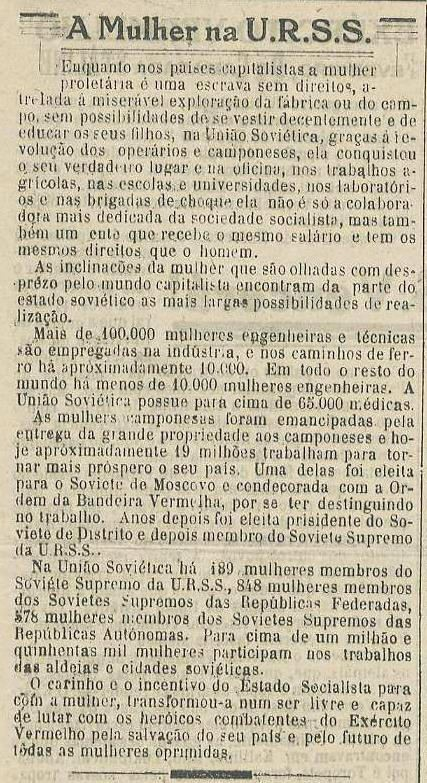 A Mulher na U.R.S.S.
Enquanto nos países capitalistas a mulher
proletária é uma escrava sem direitos, a-
trelada á miserável exploração da fábrica ou do cam-
po, sem possibilidades de se vestir decentemente e de
educar os seus filhos, na União Soviética, graças á re-
volução dos operários e camponeses, ela conquistou
o seu verdadeiro lugar e na oficina, nos trabalhos a-
grícolas, nas escolas e universidades, nos laboratóri-
os e nas brigadas de choque ela não é só a colabora-
dora mais dedicada da sociedade socialista, mas tam-
bém um ente que recebe o mesmo salário e tem os
mesmos direitos que o homem.
As inclinações da mulher que são olhadas com des-
prézo pelo mundo capitalista encontram da parte do
estado soviético as mais largas possibilidades de rea-
lização.
Mais de 100.000 mulheres engenheiras e técnicas
são empregadas na indústria, e nos caminhos de fer-
ro há apróximadamente 10.000. Em todo o resto do
mundo há menos de 10.000 mulheres engenheiras. A
União Soviética possue para cima de 65.000 médicas.
As mulhers camponesas foram emancipadas pela
entrega da grande propriedade aos camponeses e ho-
je apróximadamente 19 milhões trabalham para tor-
nar mais próspero o seu país. Uma delas foi eleita
para o Soviete de Moscovo e condecorada com a Or-
dem da Bandeira Vermelha, por se ter destinguindo
no trabalho. Anos depois foi eleita prisidente do So-
viete de Distrito e depois membro do Soviete Supremo
da U.R.S.S..
Na União Soviética há 189 mulheres membros do
Soviéte Supremo da U.R.S.S., 848 mulheres membros
dos Sovietes Supremos das Repúblicas Federadas,
578 mulheres membros dos Sovietes Supremos das
Repúblicas Autónomas. Para cima de um milhão e
quinhentas mil mulheres participam nos trabalhos
das aldeias e cidades soviéticas.
O carinho e o incentivo do Estado Socialista para
com a mulher, transformou-a num ser livre e capaz
de lutar com os heróicos combatentes do Exército
Vermelho pela salvação do seu país e pelo futuro de
tôdas as mulheres oprimidas.